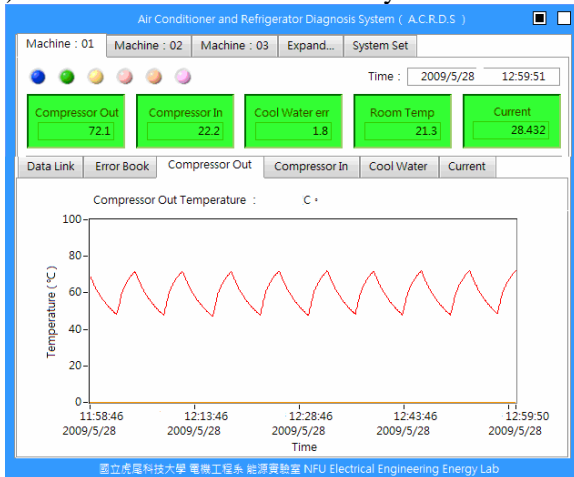 Air Conditioner and Refrigerator Diagnosis System ( A.C.R.D.S )
Machine : 01 Machine : 02 Machine : 03 Expand... System Set
Time : 2009/5/28 12:59:51
Compressor Out Compressor In Cool Water err Room Temp Current
72.1 22.2 1.8 21.3 28.432
Data Link Error Book Compressor Out Compressor In Cool Water Current
Compressor Out Temperature : C °
100
80
60
40
20
0
Temperature (℃)
11:58:46 12:13:46 12:28:46 12:43:46 12:59:50
2009/5/28 2009/5/28 2009/5/28 2009/5/28 2009/5/28
Time
國立虎尾科技大學 電機工程系 能源實驗室 NFU Electrical Engineering Energy Lab